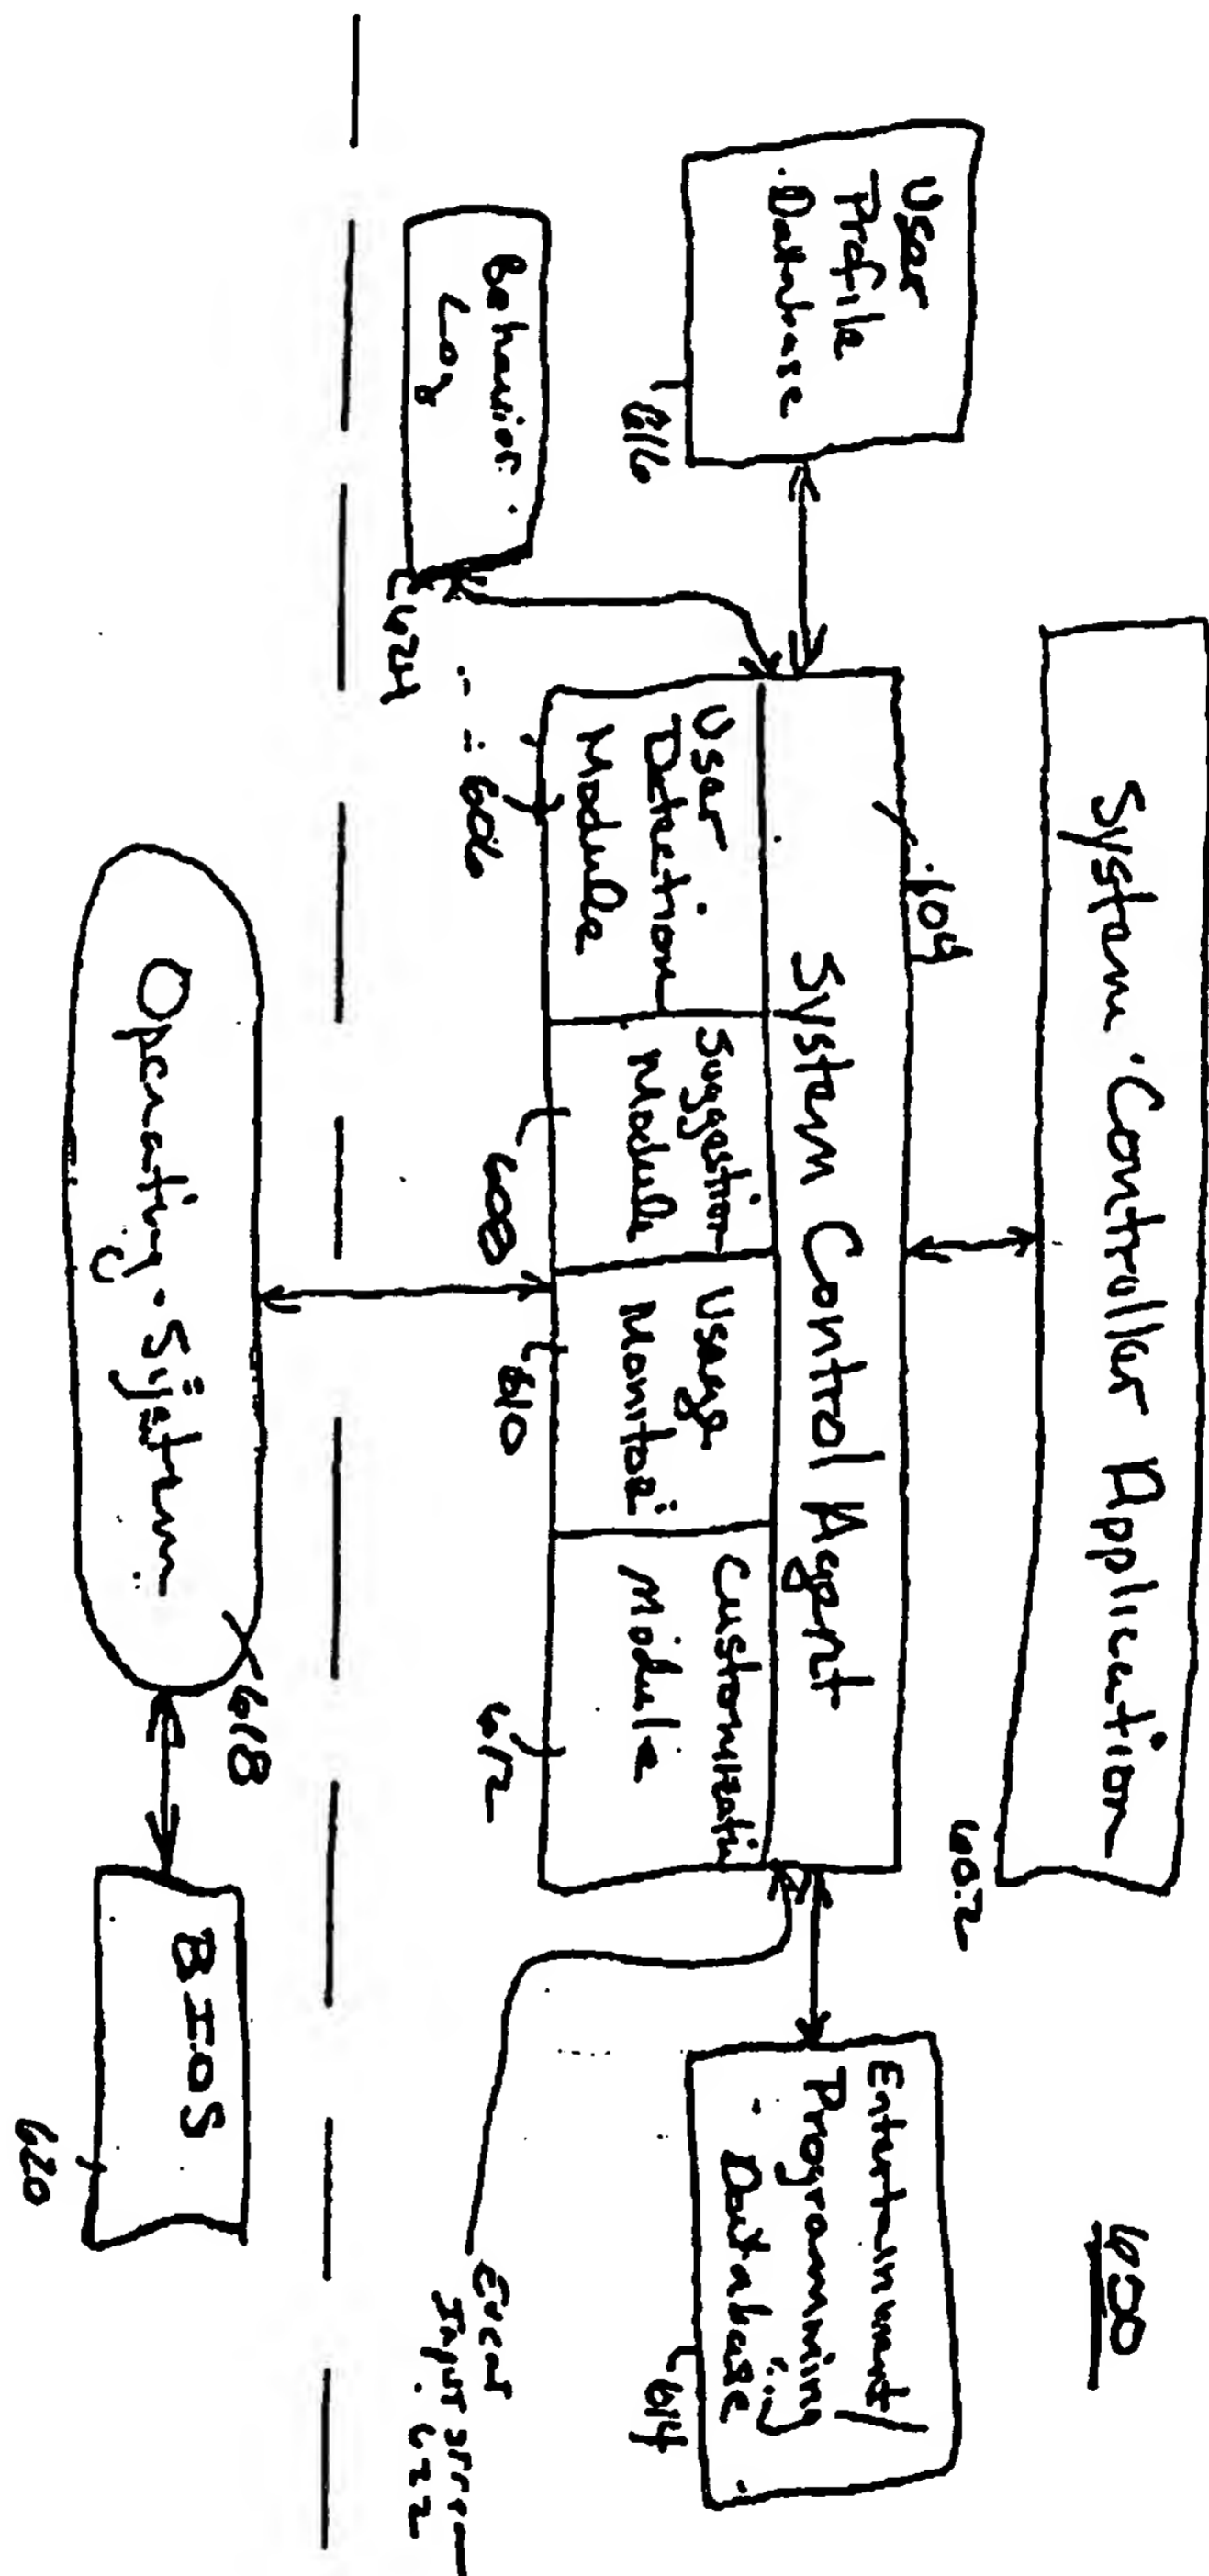 600
System Controller Application
602
604
System Control Agent
User
Detection
Module
606
Suggestion
Module
608
Usage
Monitor
610
Customizatin
Module
612
User
Profile
Database
616
Behavior
Log
624
Entertainment/
Programming
Database
614
Event
Input
622
Operating System
618
BIOS
620